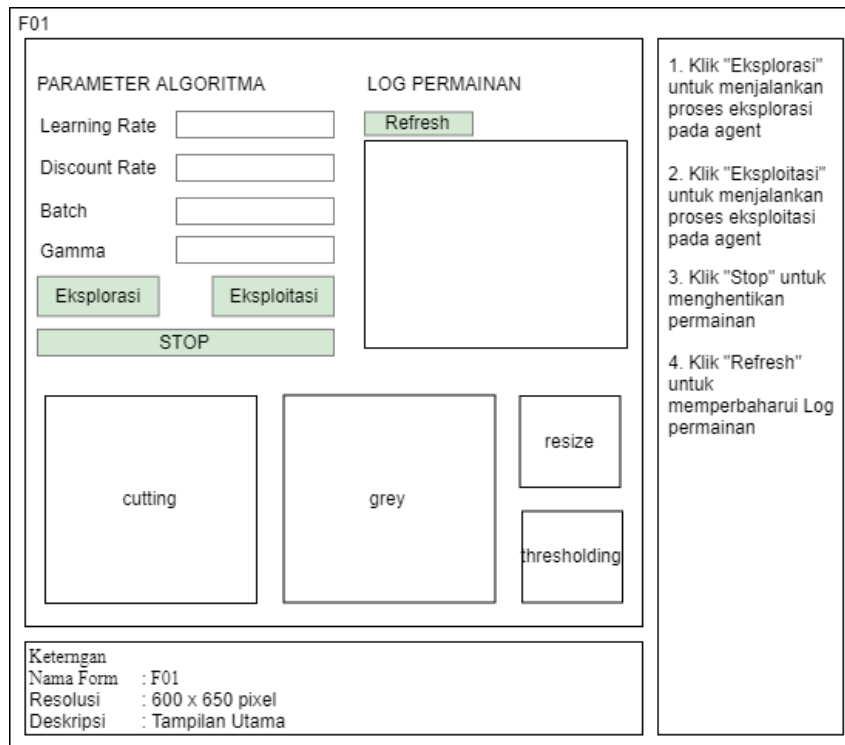 F01
PARAMETER ALGORITMA
Learning Rate
Discount Rate
Batch
Gamma
Eksplorasi
Eksploitasi
STOP
LOG PERMAINAN
Refresh
cutting
grey
resize
thresholding
1. Klik "Eksplorasi"
untuk menjalankan
proses eksplorasi
pada agent
2. Klik "Eksploitasi"
untuk menjalankan
proses eksploitasi
pada agent
3. Klik "Stop" untuk
menghentikan
permainan
4. Klik "Refresh"
untuk
memperbaharui Log
permainan
Keterngan
Nama Form : F01
Resolusi : 600 x 650 pixel
Deskripsi : Tampilan Utama